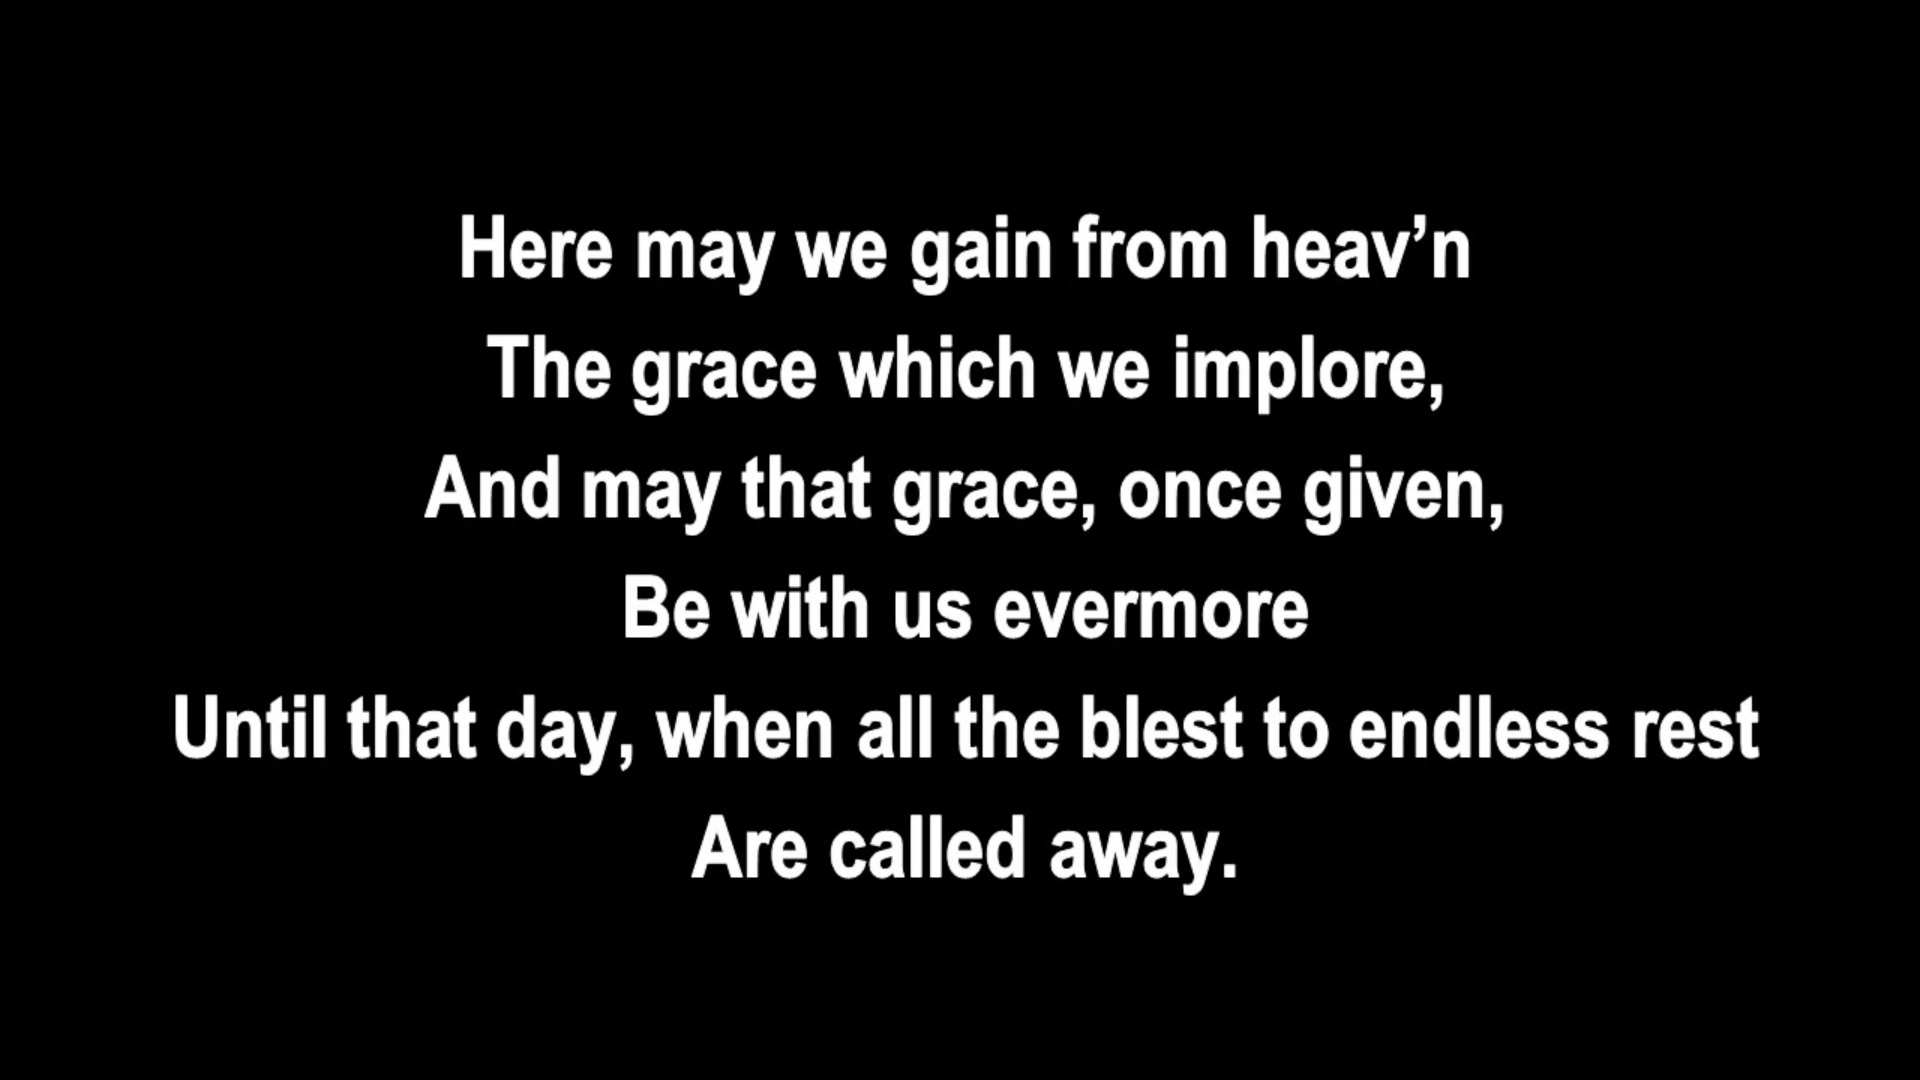 Here may we gain from heav’n
The grace which we implore,
And may that grace, once given,
Be with us evermore
Until that day, when all the blest to endless rest
Are called away.